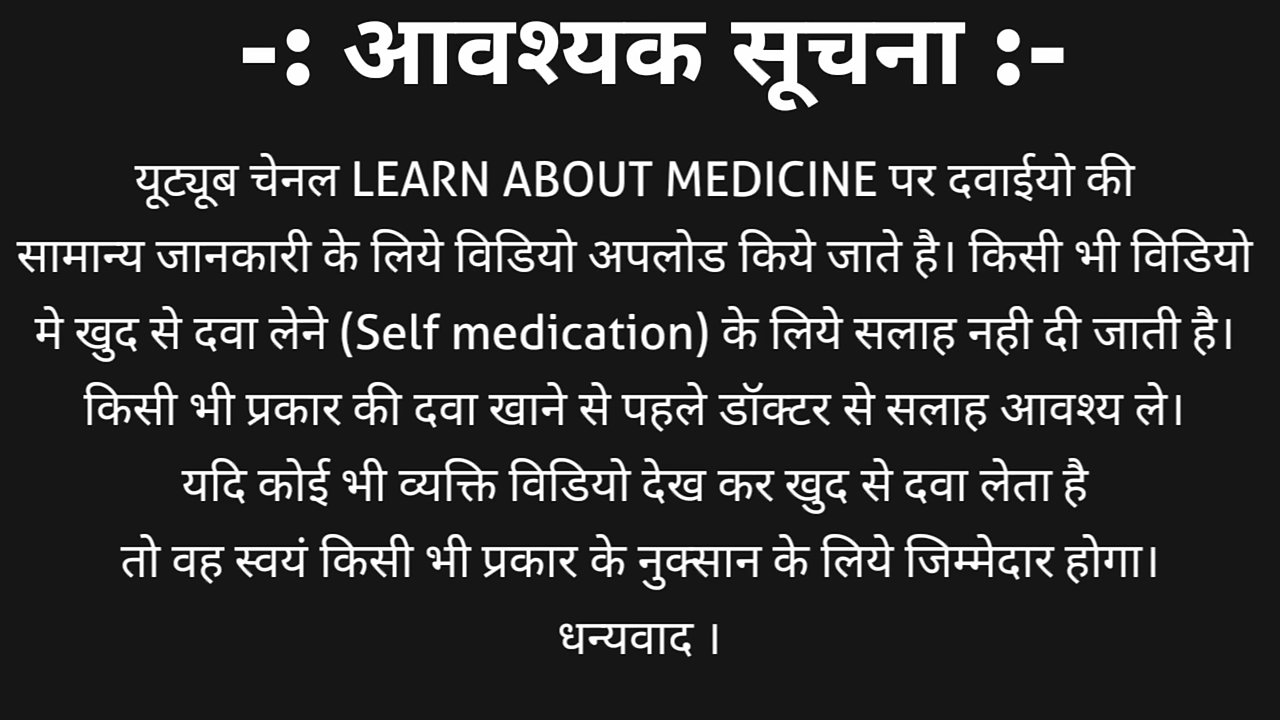 -: आवश्यक सूचना :-
यूट्यूब चेनल LEARN ABOUT MEDICINE पर दवाईयो की
सामान्य जानकारी के लिये विडियो अपलोड किये जाते है। किसी भी विडियो
मे खुद से दवा लेने (Self medication) के लिये सलाह नही दी जाती है।
किसी भी प्रकार की दवा खाने से पहले डॉक्टर से सलाह आवश्य ले।
यदि कोई भी व्यक्ति विडियो देख कर खुद से दवा लेता है
तो वह स्वयं किसी भी प्रकार के नुक्सान के लिये जिम्मेदार होगा।
धन्यवाद ।